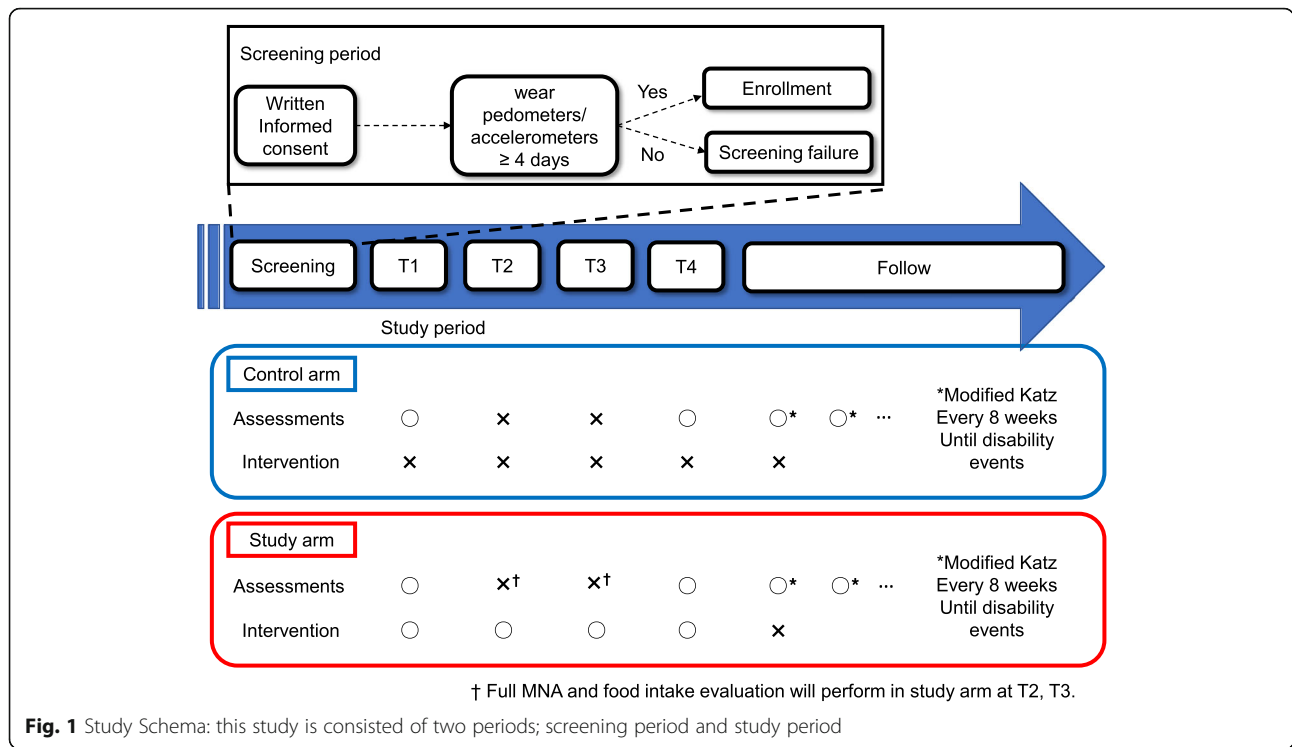 Screening period
Written
Informed
consent
wear
pedometers/
accelerometers
≥ 4 days
Yes
No
Enrollment
Screening failure
Screening
T1
T2
T3
T4
Follow
Study period
Control arm
Assessments ○ × × ○ ○* ○* ...
Intervention × × × × ×
*Modified Katz
Every 8 weeks
Until disability
events
Study arm
Assessments ○ ×† ×† ○ ○* ○* ...
Intervention ○ ○ ○ ○ ×
*Modified Katz
Every 8 weeks
Until disability
events
† Full MNA and food intake evaluation will perform in study arm at T2, T3.
Fig. 1 Study Schema: this study is consisted of two periods; screening period and study period